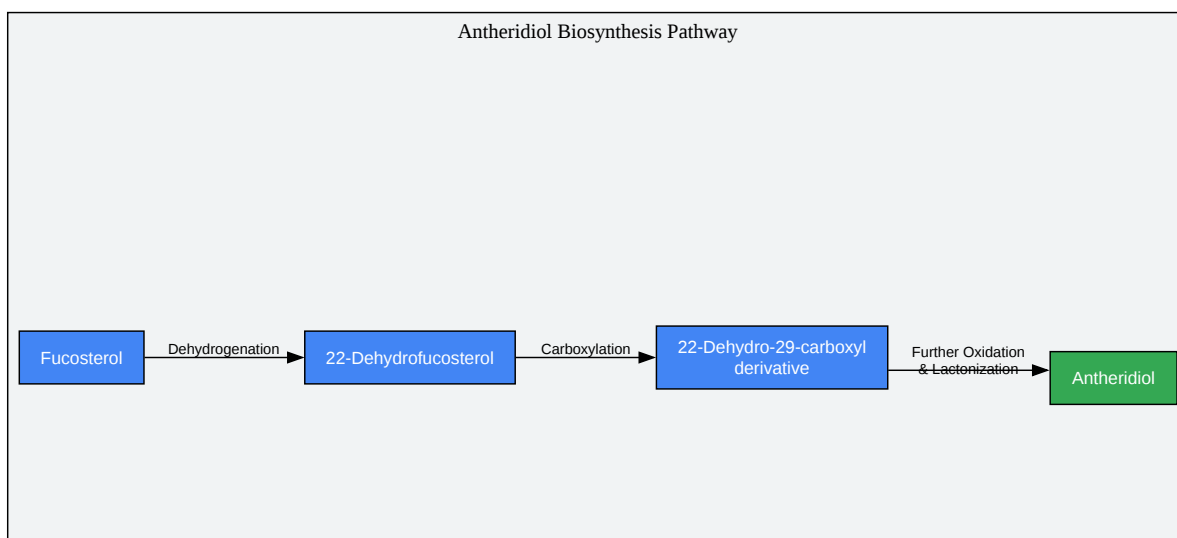 Antheridiol Biosynthesis Pathway
Fucosterol
Dehydrogenation
22-Dehydrofucosterol
Carboxylation
22-Dehydro-29-carboxyl
derivative
Further Oxidation
& Lactonization
Antheridiol